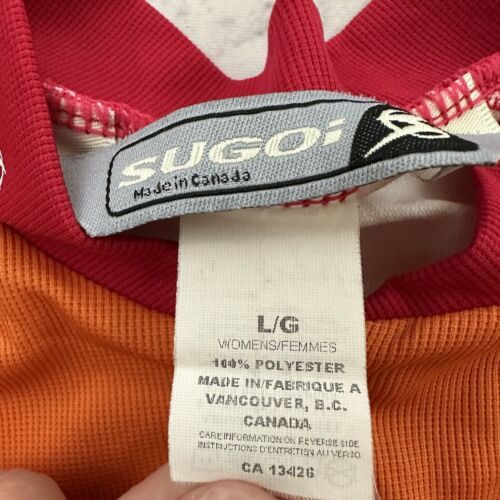 SUGOi
Made in Canada
L/G
WOMENS/FEMMES
100% POLYESTER
MADE IN/FABRIQUE A
VANCOUVER, B.C.
CANADA
CARE INFORMATION ON REVERSE SIDE
INSTRUCTIONS D'ENTRETIEN AU VERSO
CA 13426